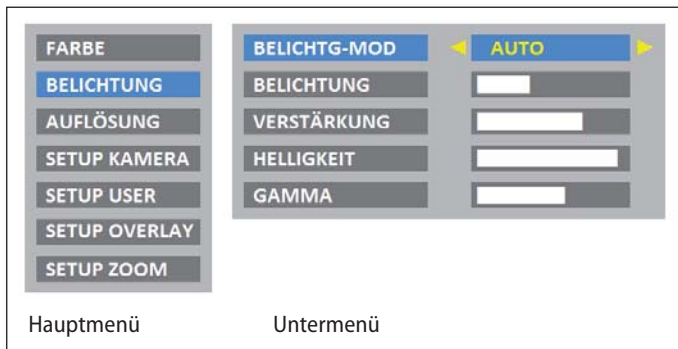 FARBE
BELICHTUNG
AUFLÖSUNG
SETUP KAMERA
SETUP USER
SETUP OVERLAY
SETUP ZOOM
BELICHTG-MOD AUTO
BELICHTUNG
VERSTÄRKUNG
HELLIGKEIT
GAMMA
Hauptmenü Untermenü